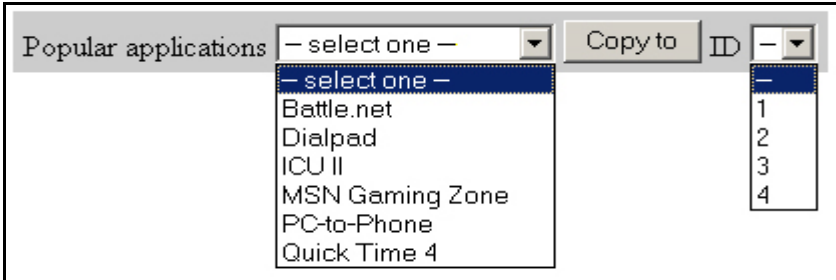 Popular applications – select one – Copy to ID –
– select one – –
Battle.net 1
Dialpad 2
ICU II 3
MSN Gaming Zone 4
PC-to-Phone
Quick Time 4